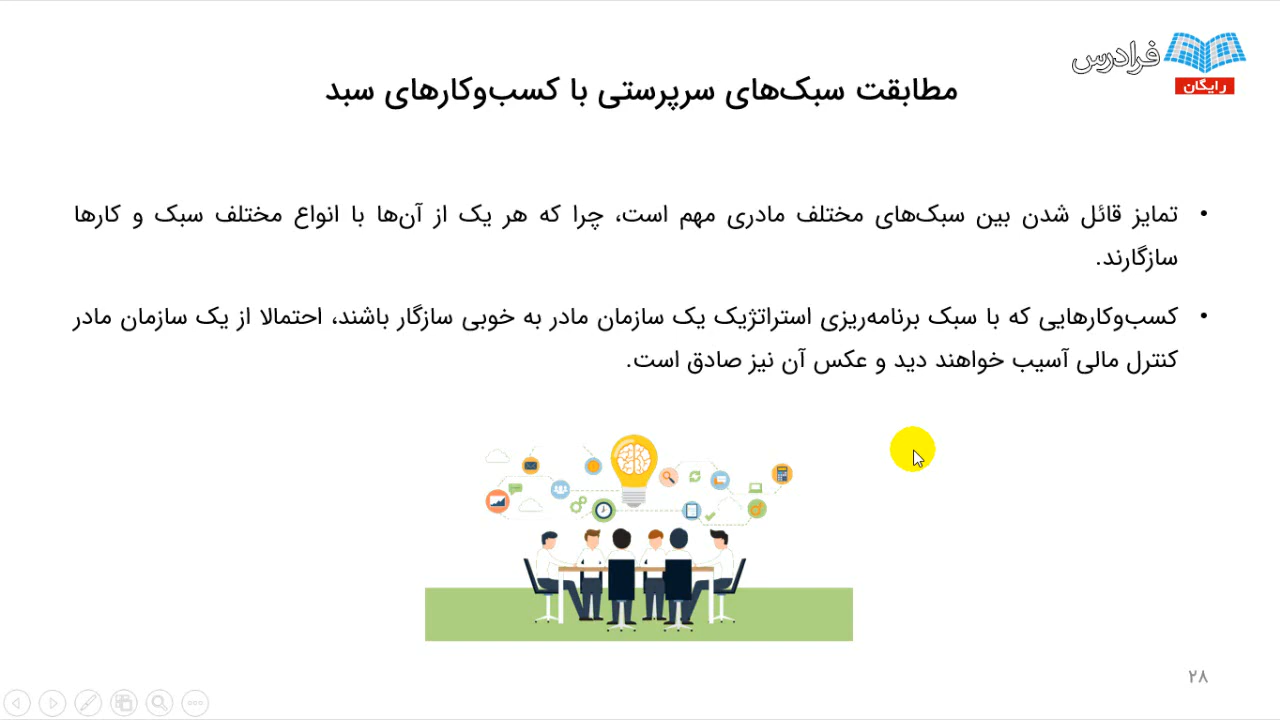 فرادرس
رایگان
مطابقت سبک‌های سرپرستی با کسب‌وکارهای سبد
• تمایز قائل شدن بین سبک‌های مختلف مادری مهم است، چرا که هر یک از آن‌ها با انواع مختلف سبک و کارها
سازگارند.
• کسب‌وکارهایی که با سبک برنامه‌ریزی استراتژیک یک سازمان مادر به خوبی سازگار باشند، احتمالا از یک سازمان مادر
کنترل مالی آسیب خواهند دید و عکس آن نیز صادق است.
۲۸